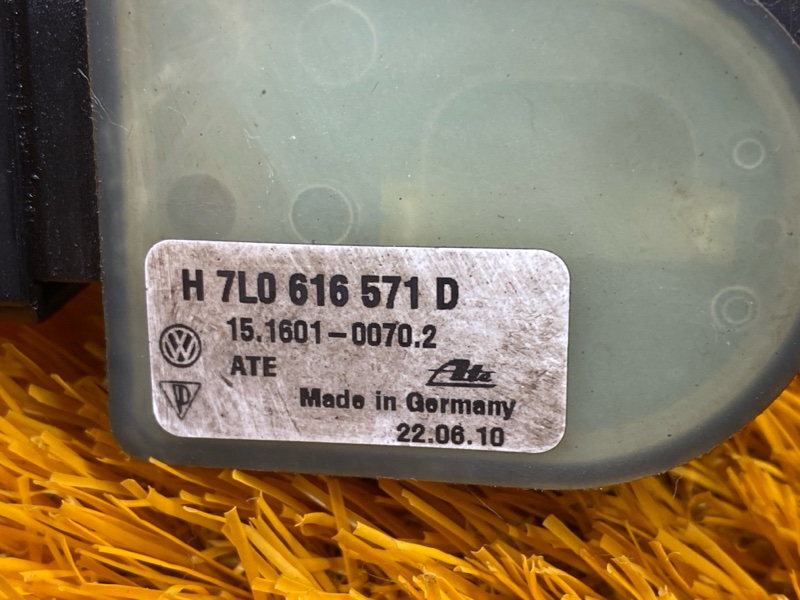 H 7L0 616 571 D
15.1601-0070.2
ATE
Ate
Made in Germany
22.06.10